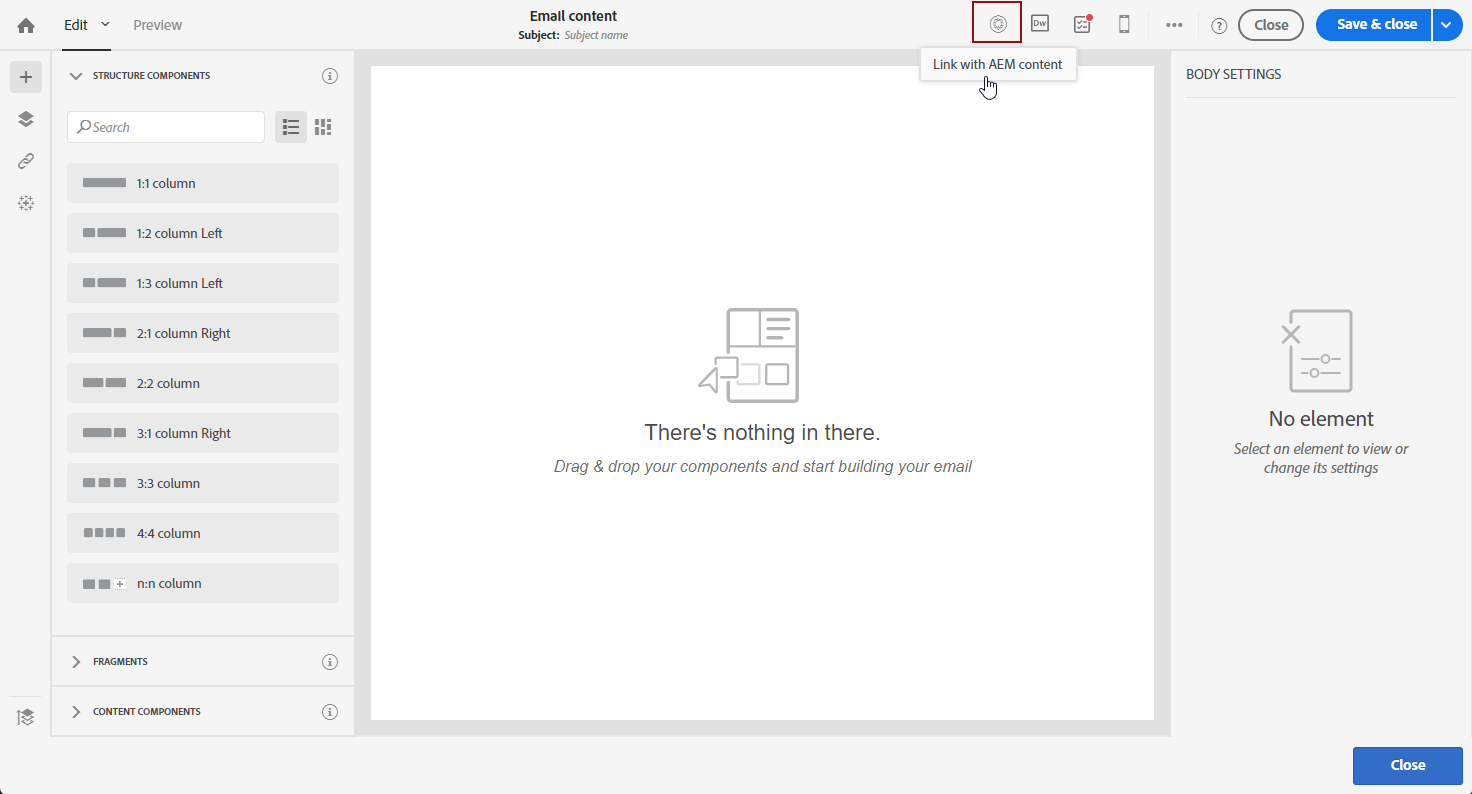 Edit
Preview
Email content
Subject: Subject name
Dw
Close
Save & close
Link with AEM content
STRUCTURE COMPONENTS
Search
1:1 column
1:2 column Left
1:3 column Left
2:1 column Right
2:2 column
3:1 column Right
3:3 column
4:4 column
n:n column
FRAGMENTS
CONTENT COMPONENTS
There's nothing in there.
Drag & drop your components and start building your email
BODY SETTINGS
No element
Select an element to view or
change its settings
Close